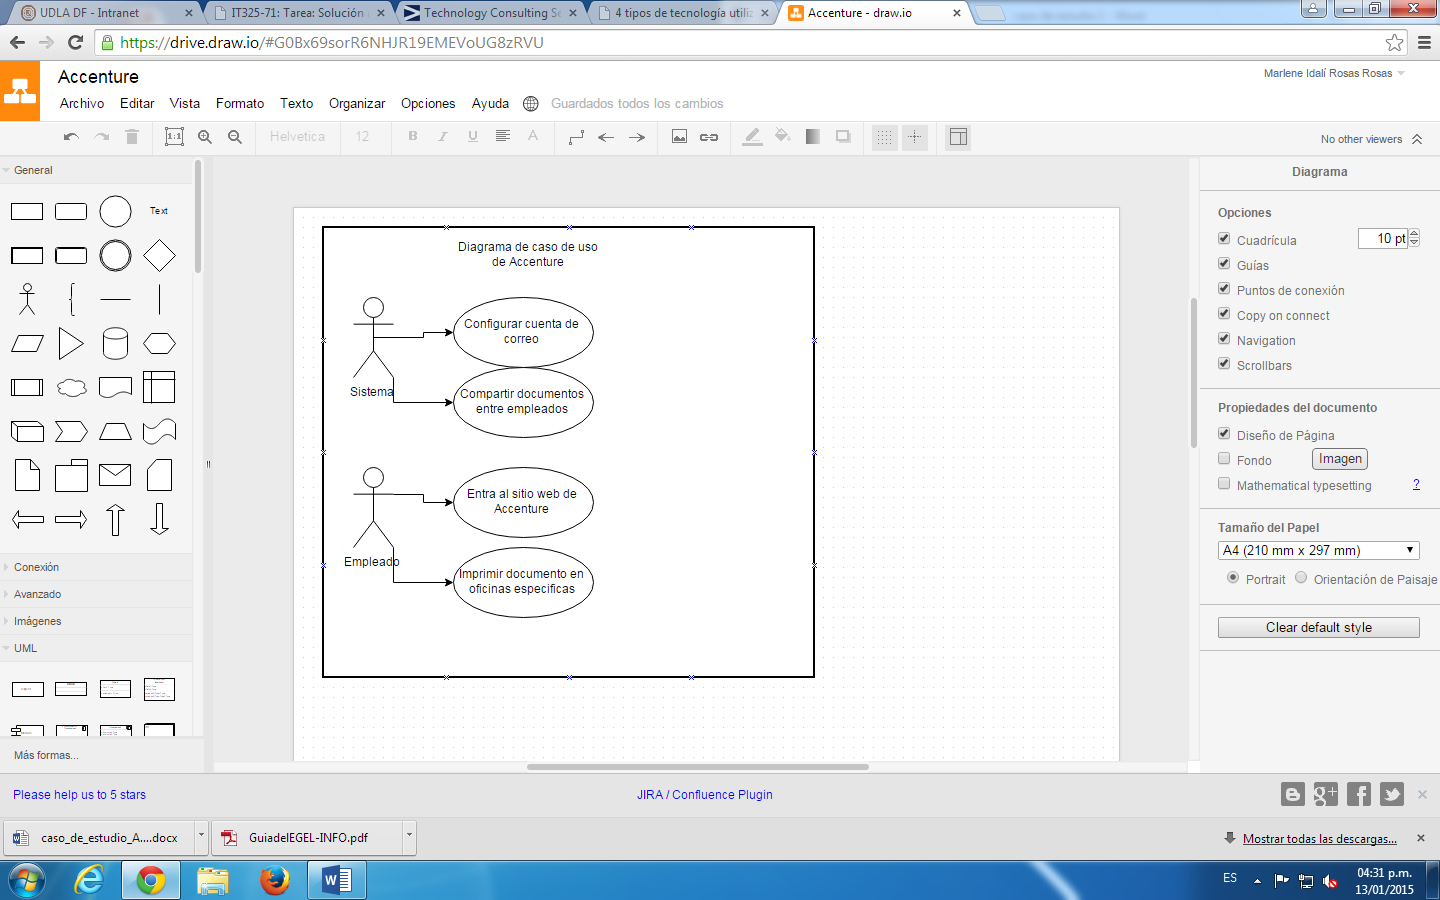 UDLA DF - Intranet
IT325-71: Tarea: Solución
Technology Consulting Se
4 tipos de tecnología utiliz
Accenture - draw.io
https://drive.draw.io/#G0Bx69sorR6NHJR19EMEVoUG8zRVU
Accenture
Marlene Idalí Rosas Rosas
Archivo Editar Vista Formato Texto Organizar Opciones Ayuda Guardados todos los cambios
1:1 Helvetica 12 B I U A
No other viewers
General
Text
Conexión
Avanzado
Imágenes
UML
Más formas...
Diagrama de caso de uso
de Accenture
Sistema
Configurar cuenta de
correo
Compartir documentos
entre empleados
Empleado
Entra al sitio web de
Accenture
Imprimir documento en
oficinas especificas
Diagrama
Opciones
Cuadrícula 10 pt
Guías
Puntos de conexión
Copy on connect
Navigation
Scrollbars
Propiedades del documento
Diseño de Página
Fondo Imagen
Mathematical typesetting ?
Tamaño del Papel
A4 (210 mm x 297 mm)
Portrait Orientación de Paisaje
Clear default style
Please help us to 5 stars
JIRA / Confluence Plugin
caso_de_estudio_A....docx
GuiadelEGEL-INFO.pdf
Mostrar todas las descargas...
ES
04:31 p.m.
13/01/2015